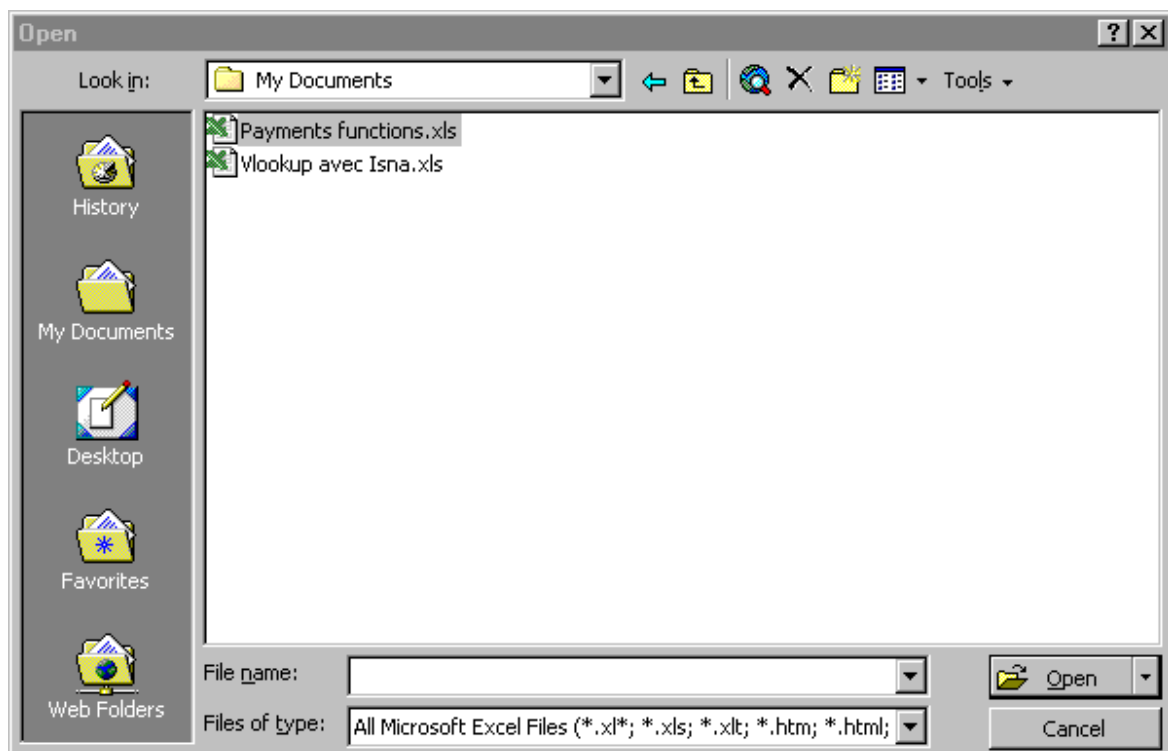 Open
Look in:
My Documents
Tools
Payments functions.xls
Vlookup avec Isna.xls
History
My Documents
Desktop
Favorites
Web Folders
File name:
Open
Files of type:
All Microsoft Excel Files (*.xl*; *.xls; *.xlt; *.htm; *.html;
Cancel